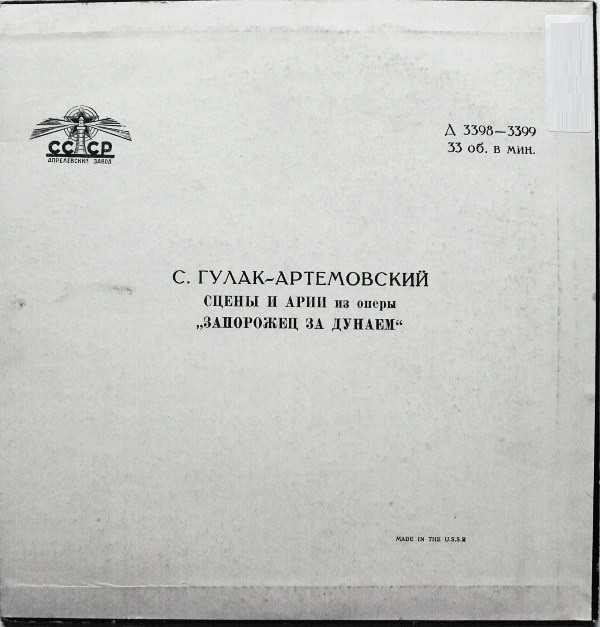 СССР
АПРЕЛЕВСКИЙ ЗАВОД
Д 3398—3399
33 об. в мин.
С. ГУЛАК-АРТЕМОВСКИЙ
СЦЕНЫ И АРИИ из оперы
„ЗАПОРОЖЕЦ ЗА ДУНАЕМ“
MADE IN THE U.S.S.R